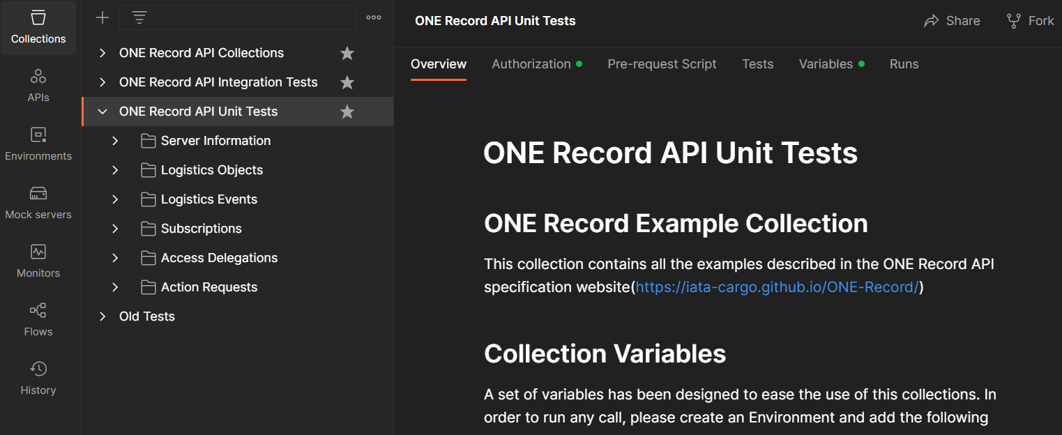 Collections
APIs
Environments
Mock servers
Monitors
Flows
History
ONE Record API Collections
ONE Record API Integration Tests
ONE Record API Unit Tests
Server Information
Logistics Objects
Logistics Events
Subscriptions
Access Delegations
Action Requests
Old Tests
ONE Record API Unit Tests
Share
Fork
Overview
Authorization
Pre-request Script
Tests
Variables
Runs
ONE Record API Unit Tests
ONE Record Example Collection
This collection contains all the examples described in the ONE Record API
specification website(https://iata-cargo.github.io/ONE-Record/)
Collection Variables
A set of variables has been designed to ease the use of this collections. In
order to run any call, please create an Environment and add the following